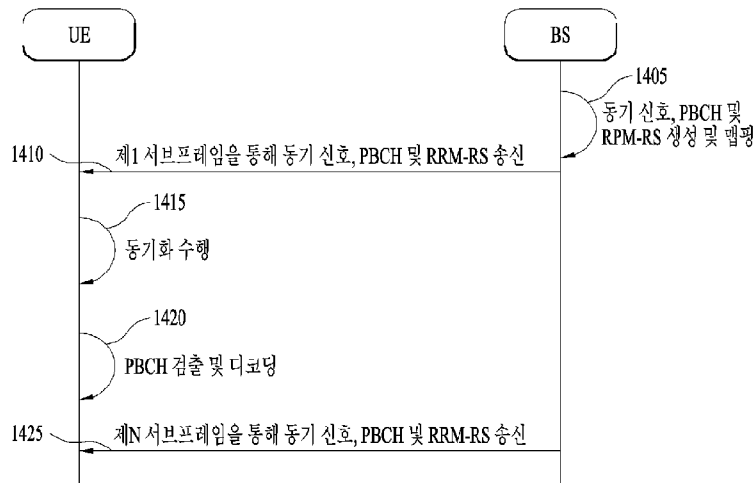 UE
BS
1405
동기 신호, PBCH 및
RPM-RS 생성 및 맵핑
1410
제1 서브프레임을 통해 동기 신호, PBCH 및 RRM-RS 송신
1415
동기화 수행
1420
PBCH 검출 및 디코딩
1425
제N 서브프레임을 통해 동기 신호, PBCH 및 RRM-RS 송신